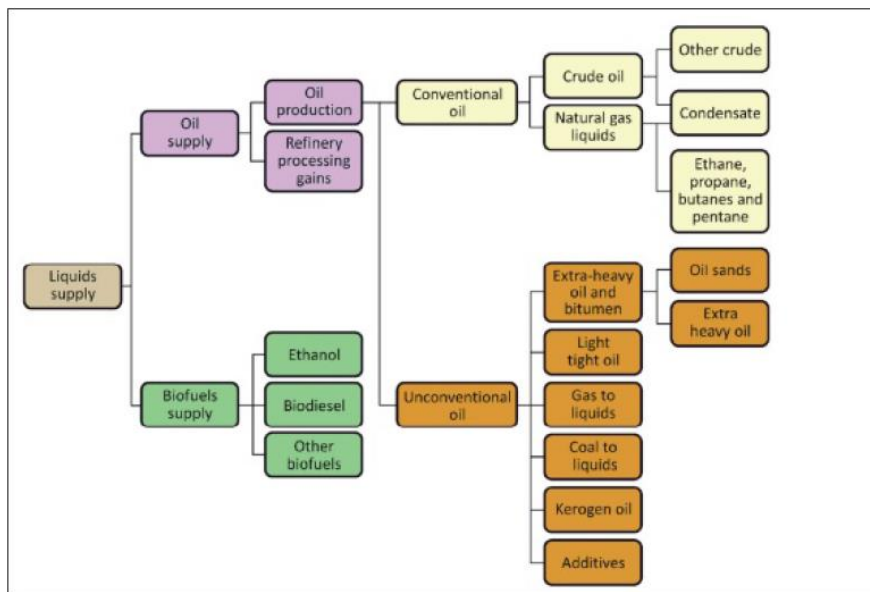 Liquids
supply
Oil
supply
Biofuels
supply
Oil
production
Refinery
processing
gains
Ethanol
Biodiesel
Other
biofuels
Conventional
oil
Unconventional
oil
Crude oil
Natural gas
liquids
Other crude
Condensate
Ethane,
propane,
butanes and
pentane
Extra-heavy
oil and
bitumen
Oil sands
Extra
heavy oil
Light
tight oil
Gas to
liquids
Coal to
liquids
Kerogen oil
Additives